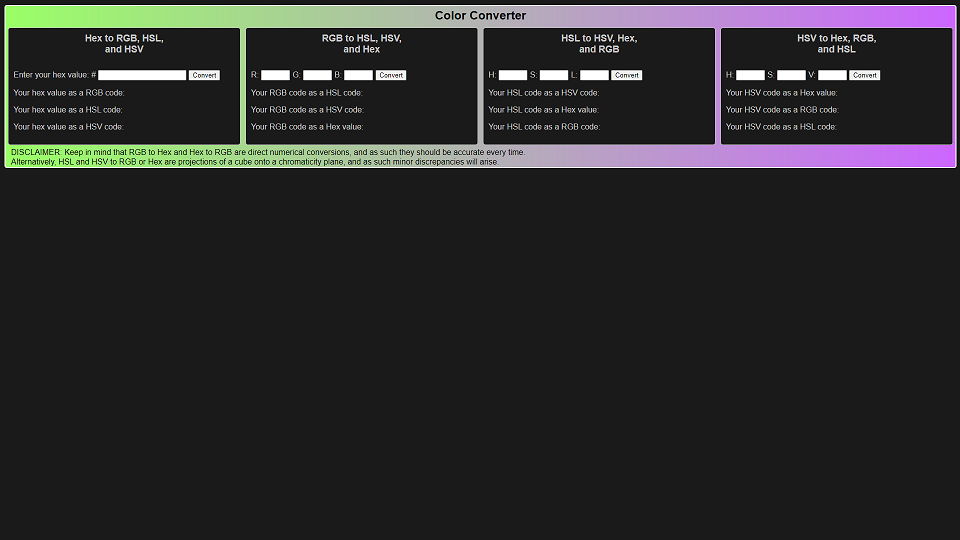 Color Converter
Hex to RGB, HSL,
and HSV
Enter your hex value: # Convert
Your hex value as a RGB code:
Your hex value as a HSL code:
Your hex value as a HSV code:
RGB to HSL, HSV,
and Hex
R: G: B: Convert
Your RGB code as a HSL code:
Your RGB code as a HSV code:
Your RGB code as a Hex value:
HSL to HSV, Hex,
and RGB
H: S: L: Convert
Your HSL code as a HSV code:
Your HSL code as a Hex value:
Your HSL code as a RGB code:
HSV to Hex, RGB,
and HSL
H: S: V: Convert
Your HSV code as a Hex value:
Your HSV code as a RGB code:
Your HSV code as a HSL code:
DISCLAIMER: Keep in mind that RGB to Hex and Hex to RGB are direct numerical conversions, and as such they should be accurate every time.
Alternatively, HSL and HSV to RGB or Hex are projections of a cube onto a chromaticity plane, and as such minor discrepancies will arise.